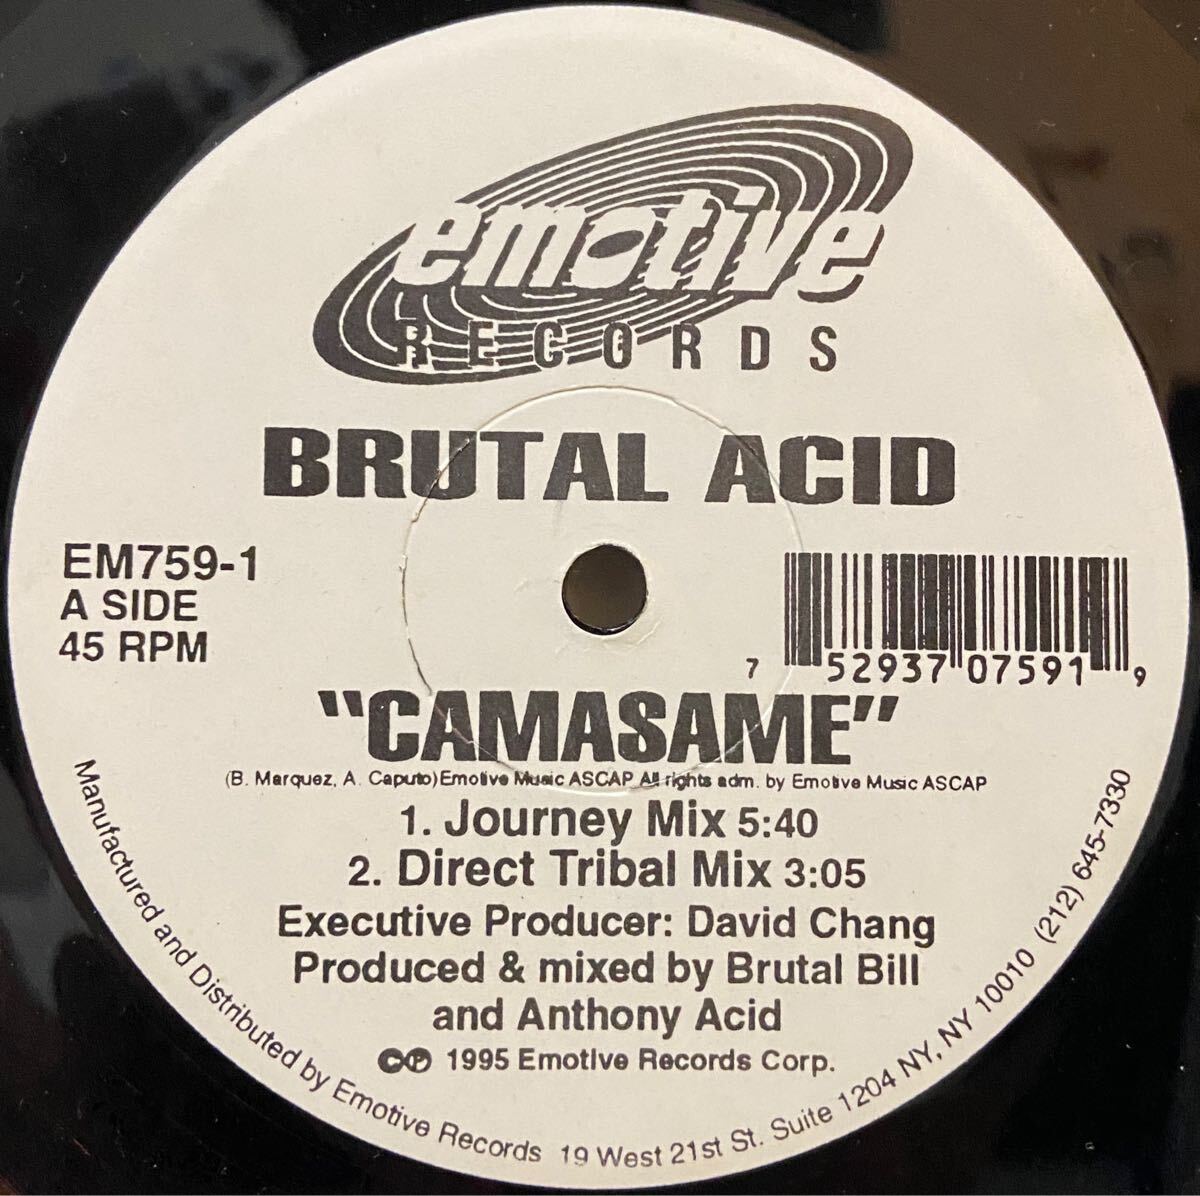 emotive
RECORDS
BRUTAL ACID
EM759-1
A SIDE
45 RPM
7 52937 07591 9
"CAMASAME"
(B. Marquez, A. Caputo) Emotive Music ASCAP All rights adm. by Emotive Music ASCAP
1. Journey Mix 5:40
2. Direct Tribal Mix 3:05
Executive Producer: David Chang
Produced & mixed by Brutal Bill
and Anthony Acid
©℗ 1995 Emotive Records Corp.
Manufactured and Distributed by Emotive Records 19 West 21st St. Suite 1204 NY, NY 10010 (212) 645-7330